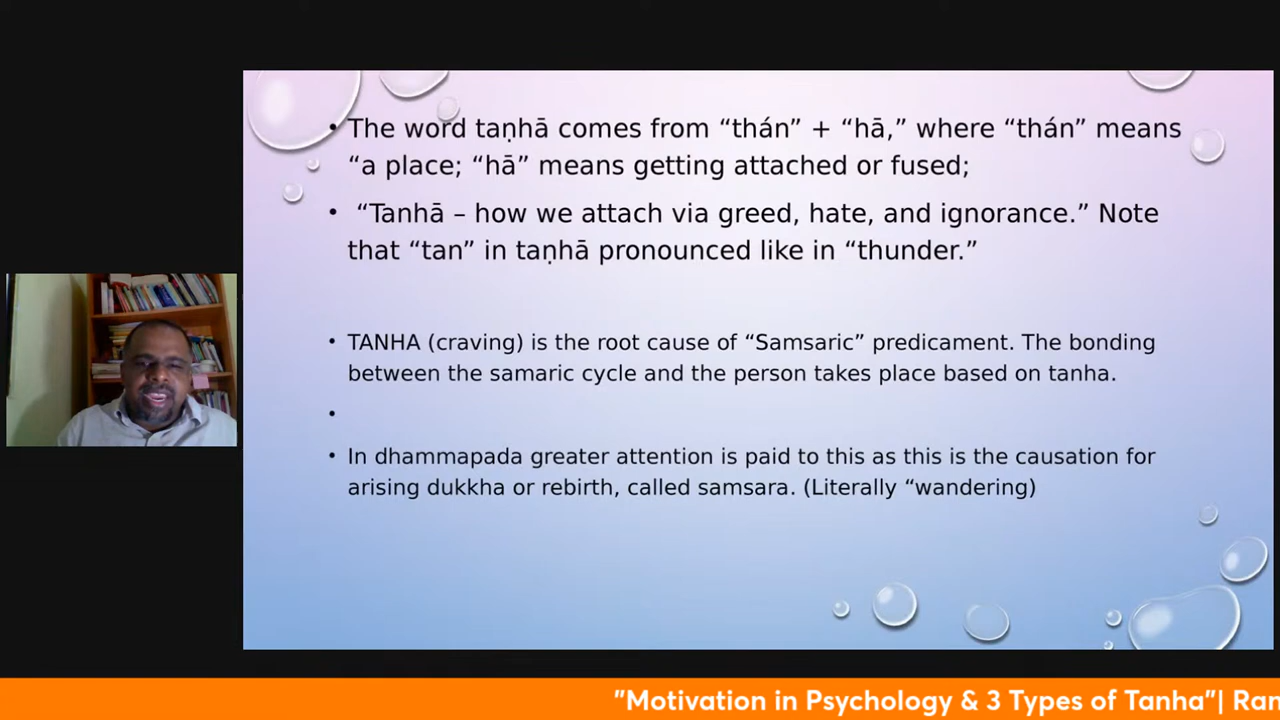 • The word taṇhā comes from “thán” + “hā,” where “thán” means
“a place; “hā” means getting attached or fused;
• “Tanhā – how we attach via greed, hate, and ignorance.” Note
that “tan” in taṇhā pronounced like in “thunder.”
• TANHA (craving) is the root cause of “Samsaric” predicament. The bonding
between the samaric cycle and the person takes place based on tanha.
•
• In dhammapada greater attention is paid to this as this is the causation for
arising dukkha or rebirth, called samsara. (Literally “wandering)
"Motivation in Psychology & 3 Types of Tanha"| Ran